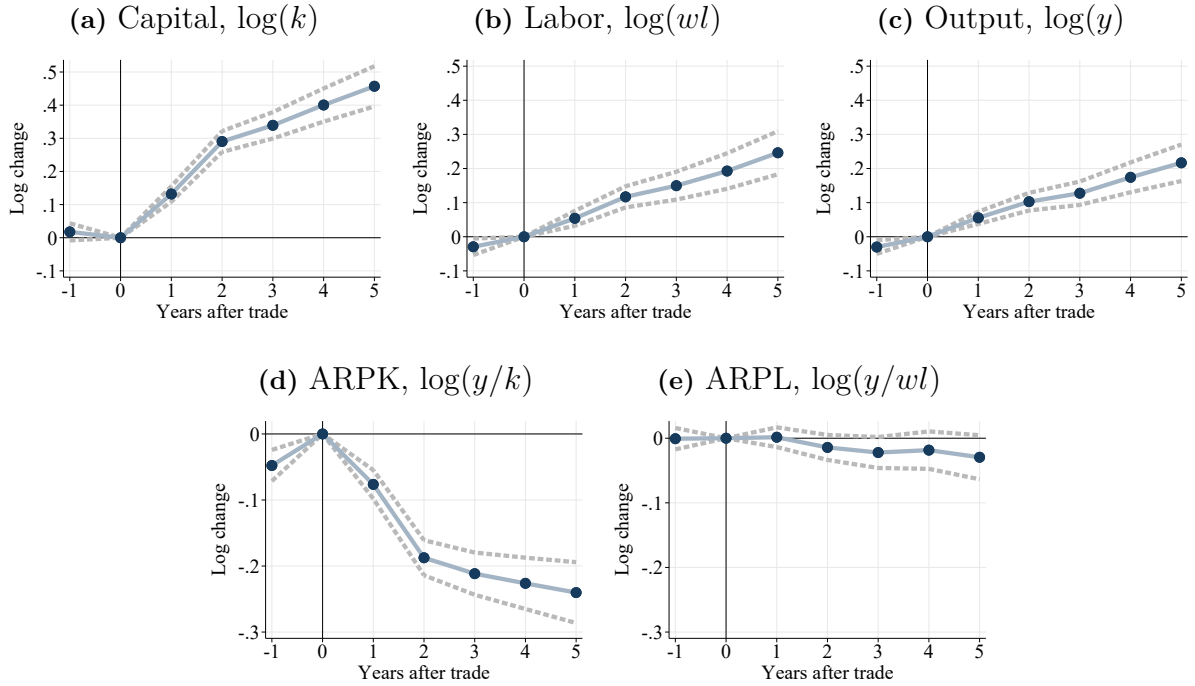 (a) Capital, log(k)
.5
.4
.3
.2
.1
0
-.1
Log change
-1 0 1 2 3 4 5
Years after trade
(b) Labor, log(wl)
.5
.4
.3
.2
.1
0
-.1
Log change
-1 0 1 2 3 4 5
Years after trade
(c) Output, log(y)
.5
.4
.3
.2
.1
0
-.1
Log change
-1 0 1 2 3 4 5
Years after trade
(d) ARPK, log(y/k)
0
-.1
-.2
-.3
Log change
-1 0 1 2 3 4 5
Years after trade
(e) ARPL, log(y/wl)
0
-.1
-.2
-.3
Log change
-1 0 1 2 3 4 5
Years after trade